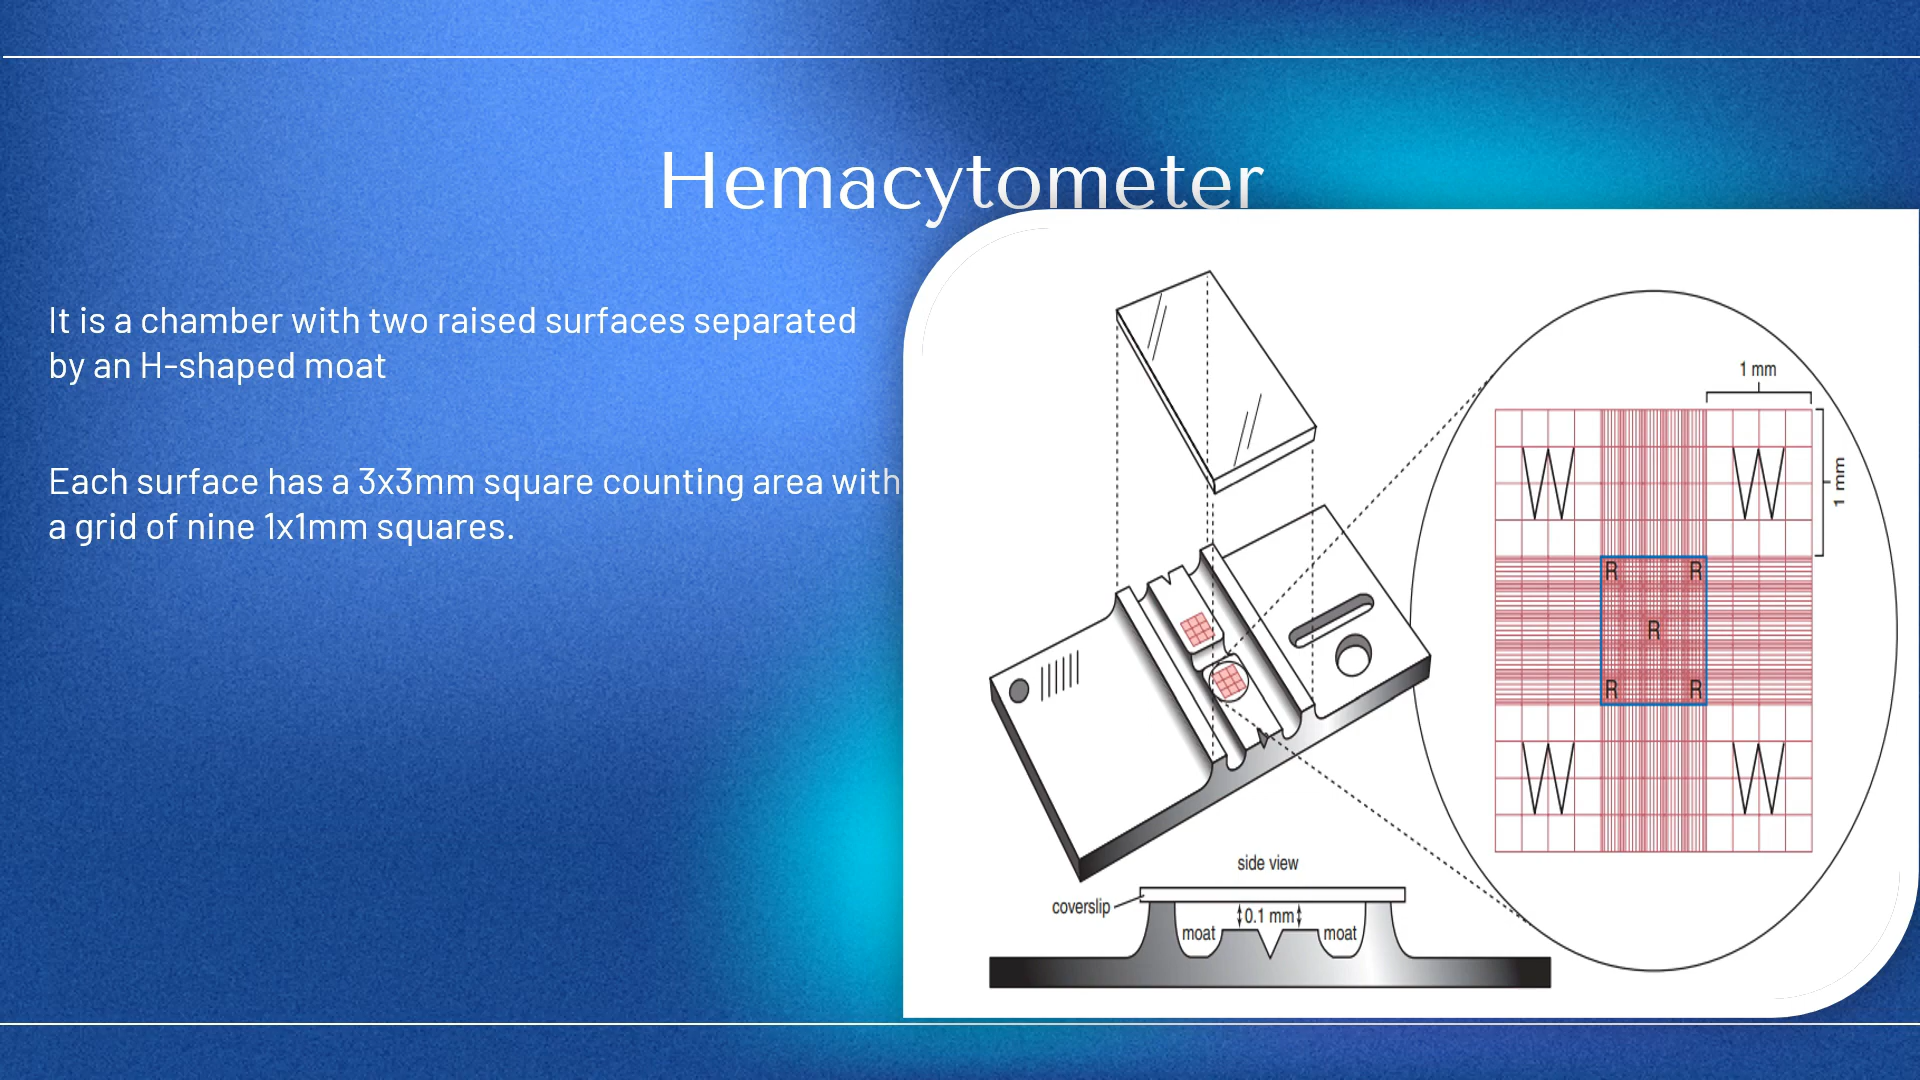 Hemacytometer
It is a chamber with two raised surfaces separated
by an H-shaped moat
Each surface has a 3x3mm square counting area with
a grid of nine 1x1mm squares.
1 mm
1 mm
W W
R R
R
R R
W W
side view
coverslip
0.1 mm
moat moat